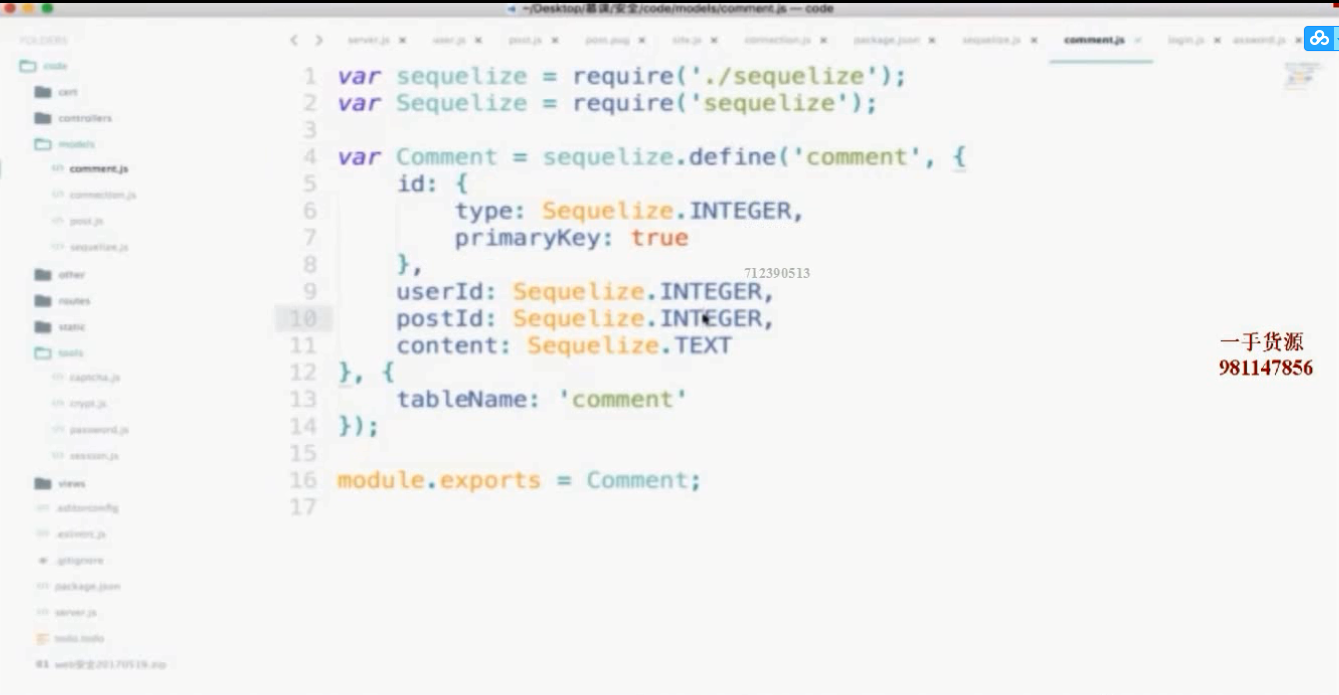 ~/Desktop/慕课/安全/code/models/comment.js — code
FOLDERS
code
cert
controllers
models
comment.js
connection.js
post.js
sequelize.js
other
routes
static
tools
captcha.js
crypt.js
password.js
session.js
views
.editorconfig
.eslintrc.js
.gitignore
package.json
server.js
todo.todo
web安全20170519.zip
server.js
user.js
post.js
post.pug
site.js
connection.js
package.json
sequelize.js
comment.js
login.js
assword.js
1 var sequelize = require('./sequelize');
2 var Sequelize = require('sequelize');
3
4 var Comment = sequelize.define('comment', {
5 id: {
6 type: Sequelize.INTEGER,
7 primaryKey: true
8 },
9 userId: Sequelize.INTEGER,
10 postId: Sequelize.INTEGER,
11 content: Sequelize.TEXT
12 }, {
13 tableName: 'comment'
14 });
15
16 module.exports = Comment;
17
712390513
一手货源
981147856